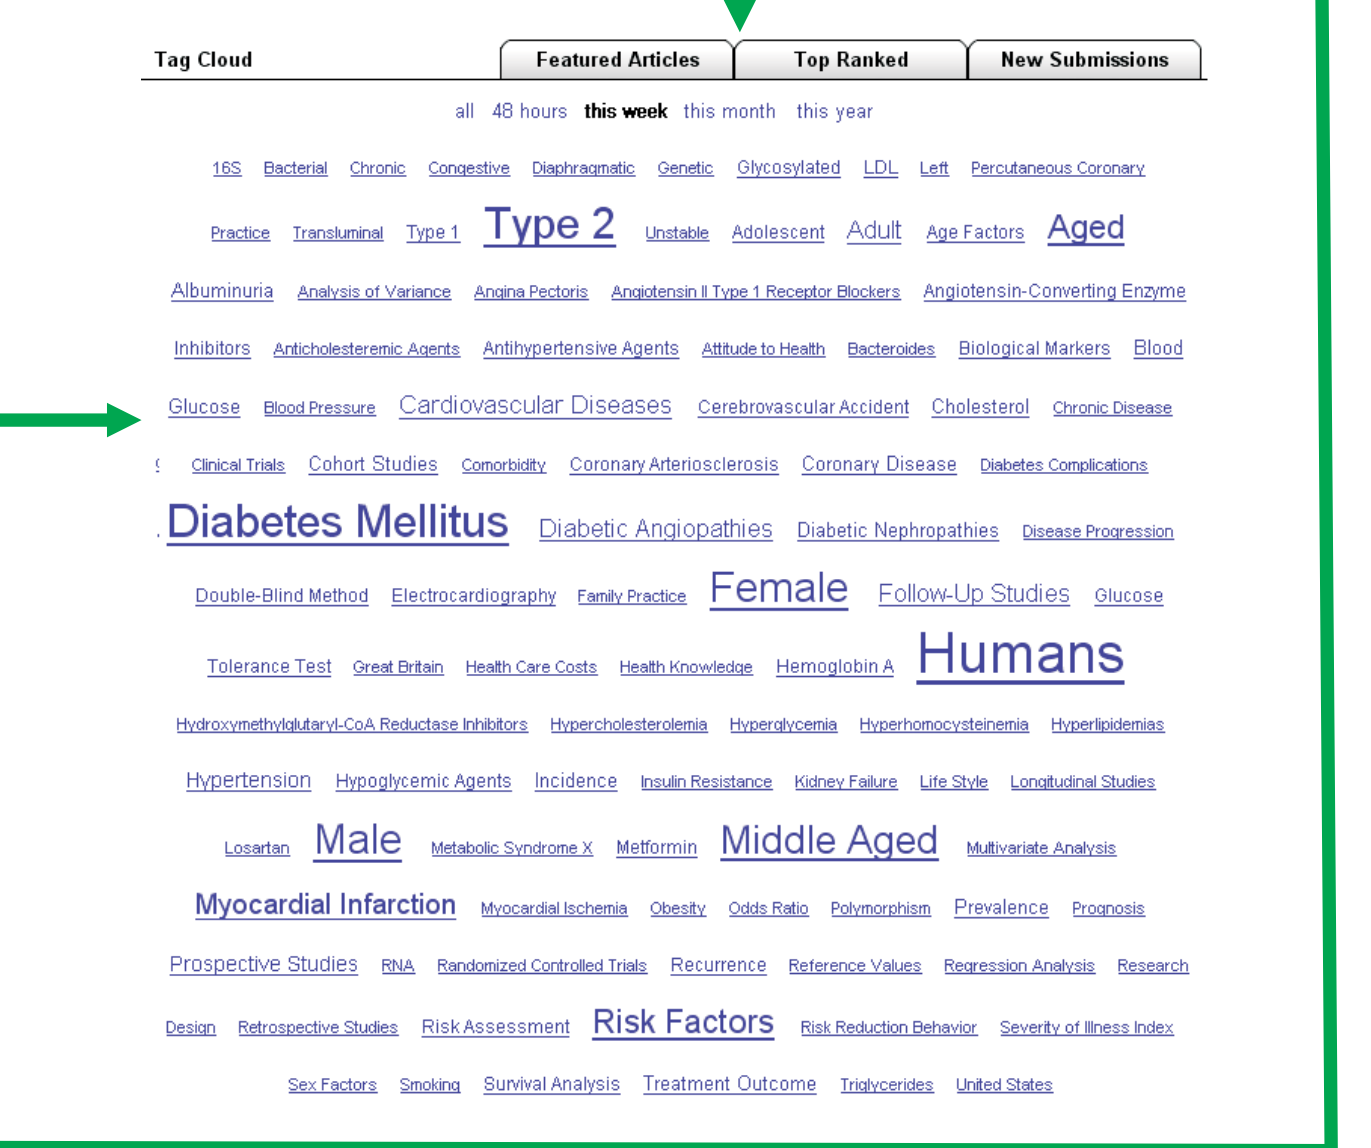 Tag Cloud Featured Articles Top Ranked New Submissions
all 48 hours this week this month this year
16S Bacterial Chronic Congestive Diaphragmatic Genetic Glycosylated LDL Left Percutaneous Coronary
Practice Transluminal Type 1 Type 2 Unstable Adolescent Adult Age Factors Aged
Albuminuria Analysis of Variance Angina Pectoris Angiotensin II Type 1 Receptor Blockers Angiotensin-Converting Enzyme
Inhibitors Anticholesteremic Agents Antihypertensive Agents Attitude to Health Bacteroides Biological Markers Blood
Glucose Blood Pressure Cardiovascular Diseases Cerebrovascular Accident Cholesterol Chronic Disease
Clinical Trials Cohort Studies Comorbidity Coronary Arteriosclerosis Coronary Disease Diabetes Complications
Diabetes Mellitus Diabetic Angiopathies Diabetic Nephropathies Disease Progression
Double-Blind Method Electrocardiography Family Practice Female Follow-Up Studies Glucose
Tolerance Test Great Britain Health Care Costs Health Knowledge Hemoglobin A Humans
Hydroxymethylglutaryl-CoA Reductase Inhibitors Hypercholesterolemia Hyperglycemia Hyperhomocysteinemia Hyperlipidemias
Hypertension Hypoglycemic Agents Incidence Insulin Resistance Kidney Failure Life Style Longitudinal Studies
Losartan Male Metabolic Syndrome X Metformin Middle Aged Multivariate Analysis
Myocardial Infarction Myocardial Ischemia Obesity Odds Ratio Polymorphism Prevalence Prognosis
Prospective Studies RNA Randomized Controlled Trials Recurrence Reference Values Regression Analysis Research
Design Retrospective Studies Risk Assessment Risk Factors Risk Reduction Behavior Severity of Illness Index
Sex Factors Smoking Survival Analysis Treatment Outcome Triglycerides United States